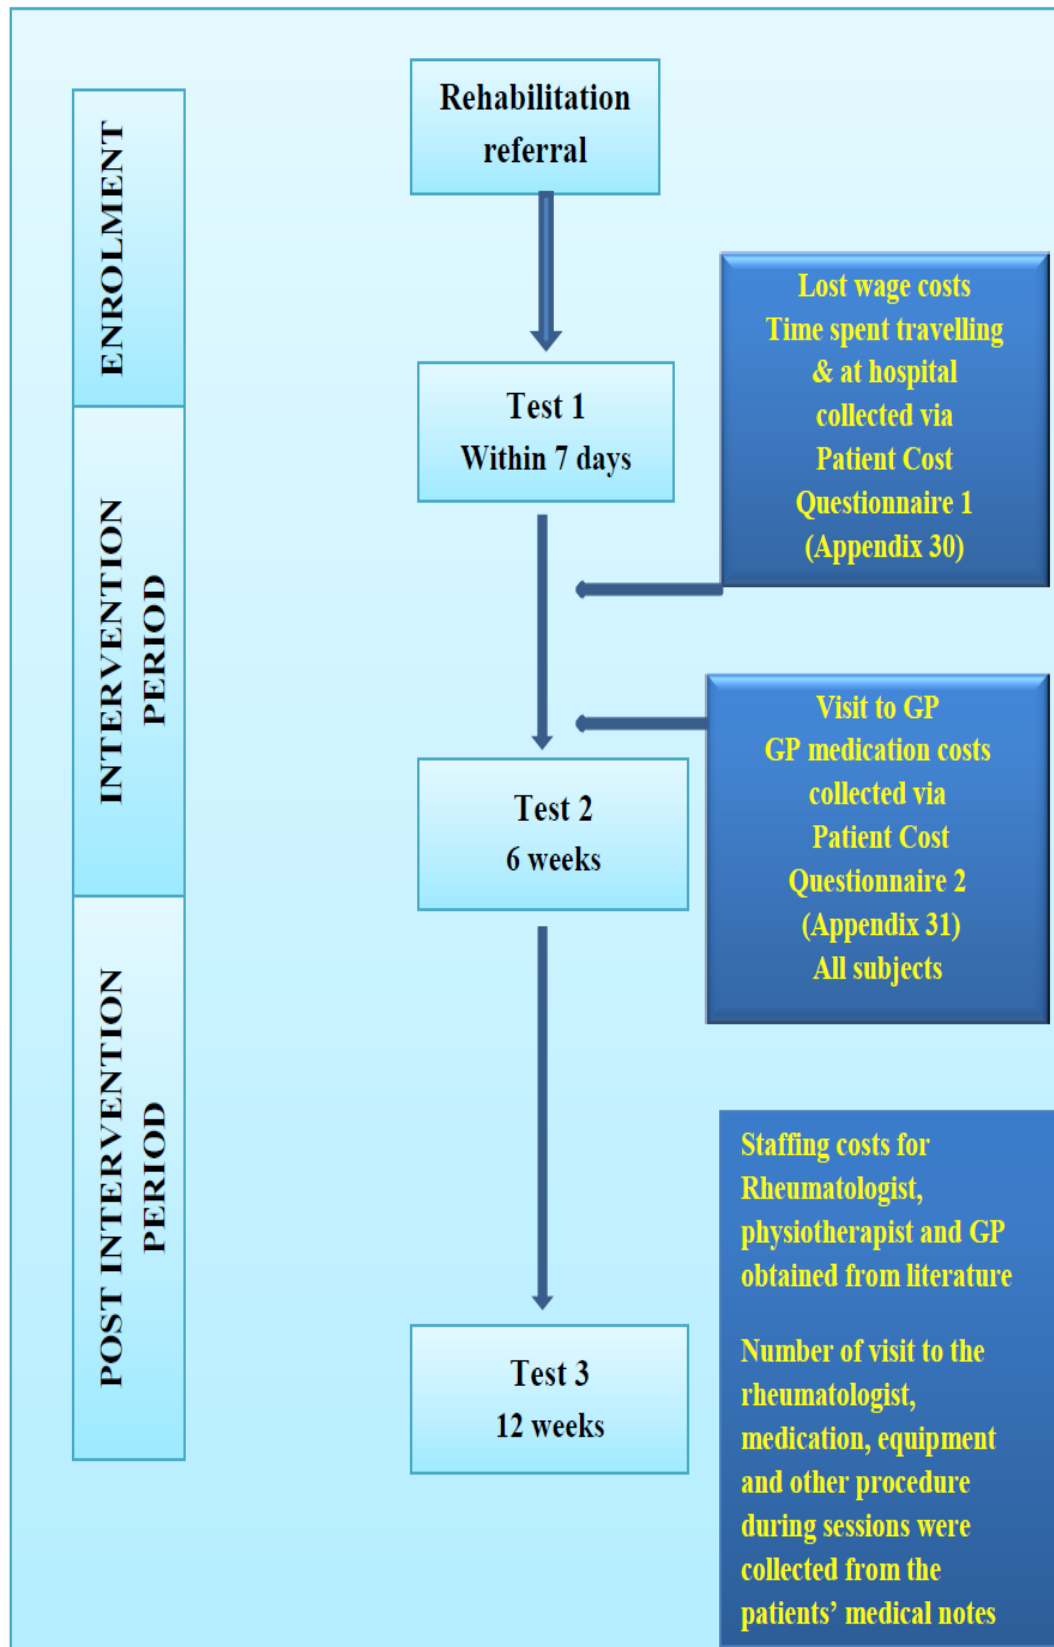 ENROLMENT
INTERVENTION
PERIOD
POST INTERVENTION
PERIOD
Rehabilitation
referral
Test 1
Within 7 days
Lost wage costs
Time spent travelling
& at hospital
collected via
Patient Cost
Questionnaire 1
(Appendix 30)
Test 2
6 weeks
Visit to GP
GP medication costs
collected via
Patient Cost
Questionnaire 2
(Appendix 31)
All subjects
Test 3
12 weeks
Staffing costs for
Rheumatologist,
physiotherapist and GP
obtained from literature
Number of visit to the
rheumatologist,
medication, equipment
and other procedure
during sessions were
collected from the
patients’ medical notes